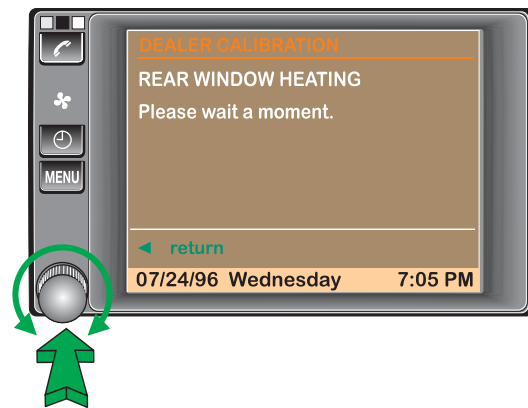 DEALER CALIBRATION
REAR WINDOW HEATING
Please wait a moment.
MENU
◄ return
07/24/96 Wednesday 7:05 PM